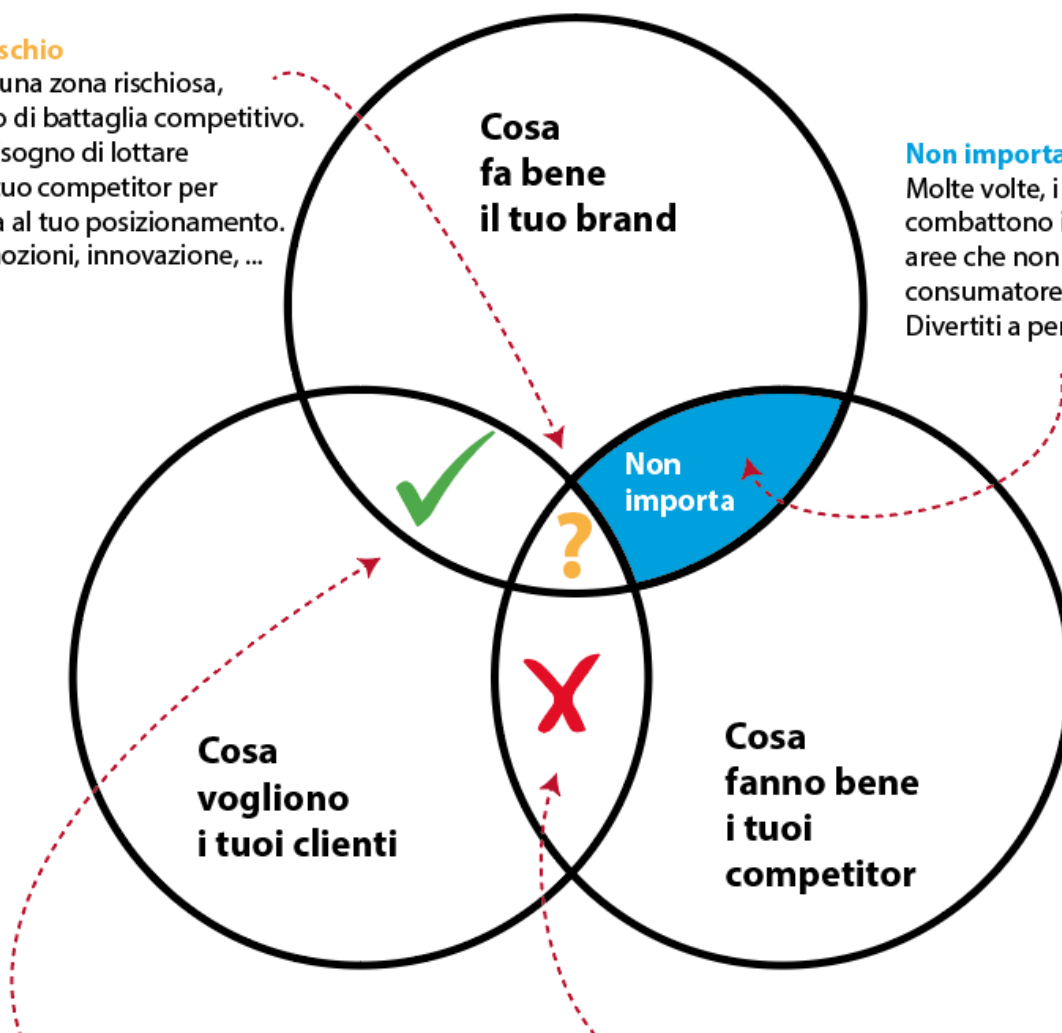 schio
una zona rischiosa,
o di battaglia competitivo.
sogno di lottare
tuo competitor per
a al tuo posizionamento.
ozioni, innovazione, ...
Cosa
fa bene
il tuo brand
Non importa
Molte volte, i
combattono i
aree che non
consumatore
Divertiti a per
Non
importa
?
Cosa
vogliono
i tuoi clienti
Cosa
fanno bene
i tuoi
competitor